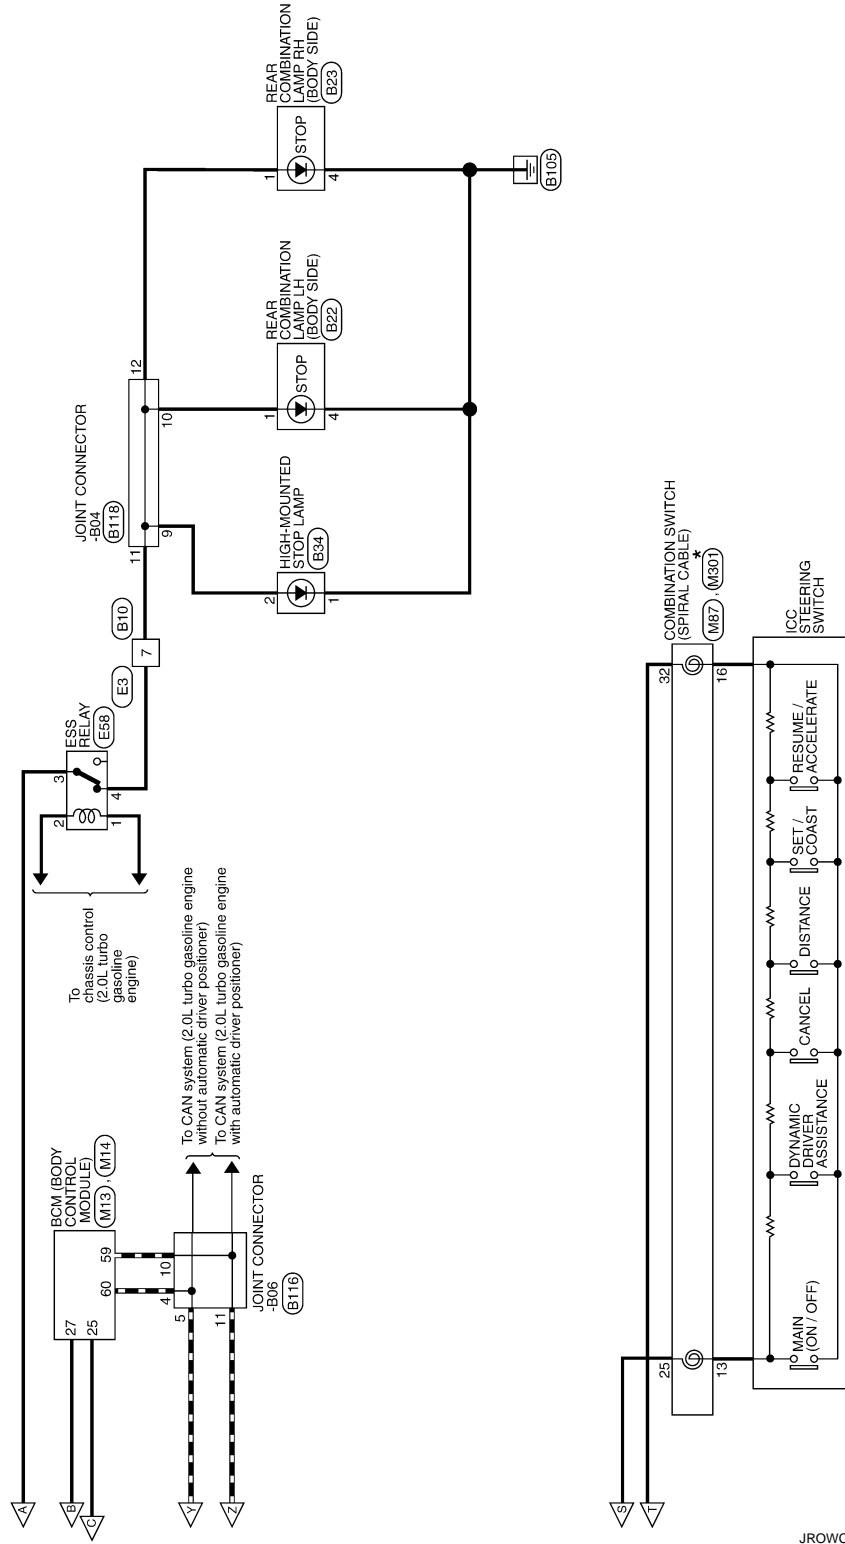 A
B
C
Y
Z
27
25
BCM (BODY
CONTROL
MODULE)
M13 , M14
60
59
4
10
5
11
JOINT CONNECTOR
-B06
B116
To CAN system (2.0L turbo gasoline engine
without automatic driver positioner)
To CAN system (2.0L turbo gasoline engine
with automatic driver positioner)
To
chassis control
(2.0L turbo
gasoline
engine)
2
3
1
4
ESS
RELAY
E58
E3
7
B10
JOINT CONNECTOR
-B04
B118
11
12
9
10
2
HIGH-MOUNTED
STOP LAMP
B34
1
1
REAR
COMBINATION
LAMP LH
(BODY SIDE)
B22
STOP
4
1
REAR
COMBINATION
LAMP RH
(BODY SIDE)
B23
STOP
4
B105
S
T
25
32
COMBINATION SWITCH
(SPIRAL CABLE)
*
M87 , M301
13
16
ICC
STEERING
SWITCH
MAIN
(ON / OFF)
DYNAMIC
DRIVER
ASSISTANCE
CANCEL
DISTANCE
SET /
COAST
RESUME /
ACCELERATE